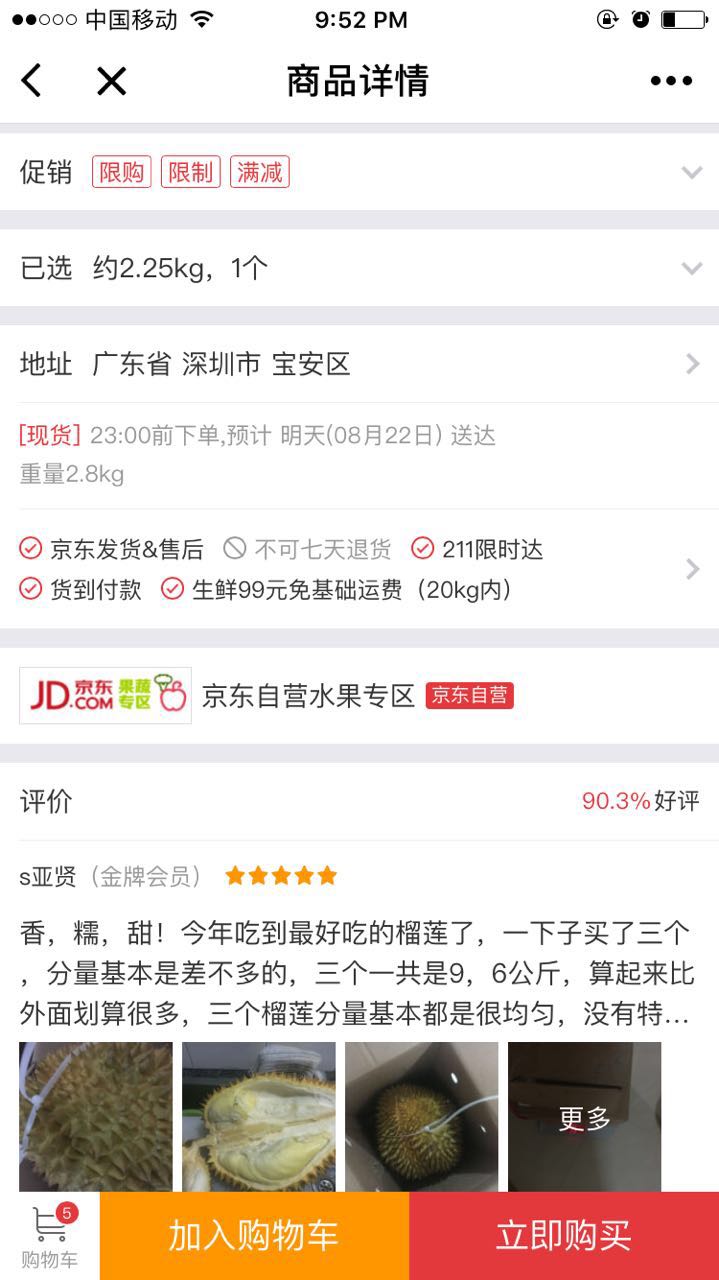 中国移动 9:52 PM
商品详情
促销 限购 限制 满减
已选 约2.25kg，1个
地址 广东省 深圳市 宝安区
[现货] 23:00前下单,预计 明天(08月22日) 送达
重量2.8kg
京东发货&售后 不可七天退货 211限时达
货到付款 生鲜99元免基础运费（20kg内）
JD.COM 京东 果蔬专区 京东自营水果专区 京东自营
评价 90.3%好评
s亚贤（金牌会员）
香，糯，甜！今年吃到最好吃的榴莲了，一下子买了三个
，分量基本是差不多的，三个一共是9，6公斤，算起来比
外面划算很多，三个榴莲分量基本都是很均匀，没有特...
更多
5
购物车 加入购物车 立即购买